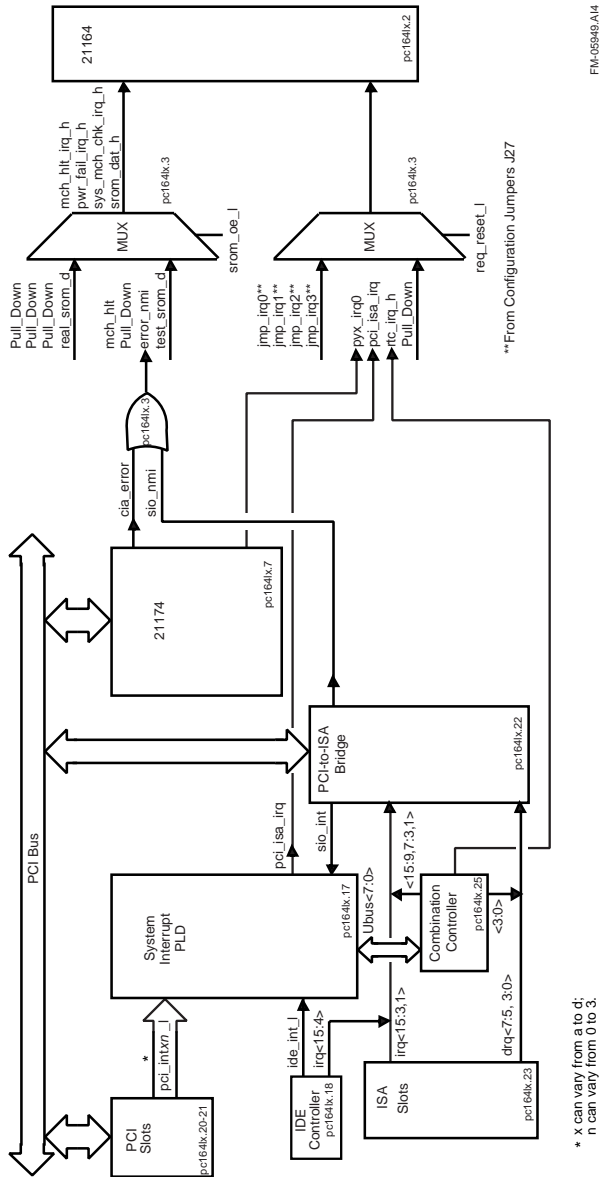 PCI Bus
PCI
Slots
pc164lx.20-21
*
pci_intxn_l
System
Interrupt
PLD
pc164lx.17
ide_int_l
irq<15:4>
IDE
Controller
pc164lx.18
ISA
Slots
pc164lx.23
irq<15:3,1>
drq<7:5, 3:0>
Ubus<7:0>
Combination
Controller
pc164lx.25
<15:9,7:3,1>
<3:0>
pci_isa_irq
sio_int
PCI-to-ISA
Bridge
pc164lx.22
21174
pc164lx.7
cia_error
sio_nmi
pc164lx.3
Pull_Down
Pull_Down
Pull_Down
real_srom_d
mch_hlt
Pull_Down
error_nmi
test_srom_d
MUX
pc164lx.3
srom_oe_l
mch_hlt_irq_h
pwr_fail_irq_h
sys_mch_chk_irq_h
srom_dat_h
jmp_irq0**
jmp_irq1**
jmp_irq2**
jmp_irq3**
pyx_irq0
pci_isa_irq
rtc_irq_h
Pull_Down
MUX
pc164lx.3
req_reset_l
21164
pc164lx.2
**From Configuration Jumpers J27
* x can vary from a to d;
n can vary from 0 to 3.
FM-05949.AI4